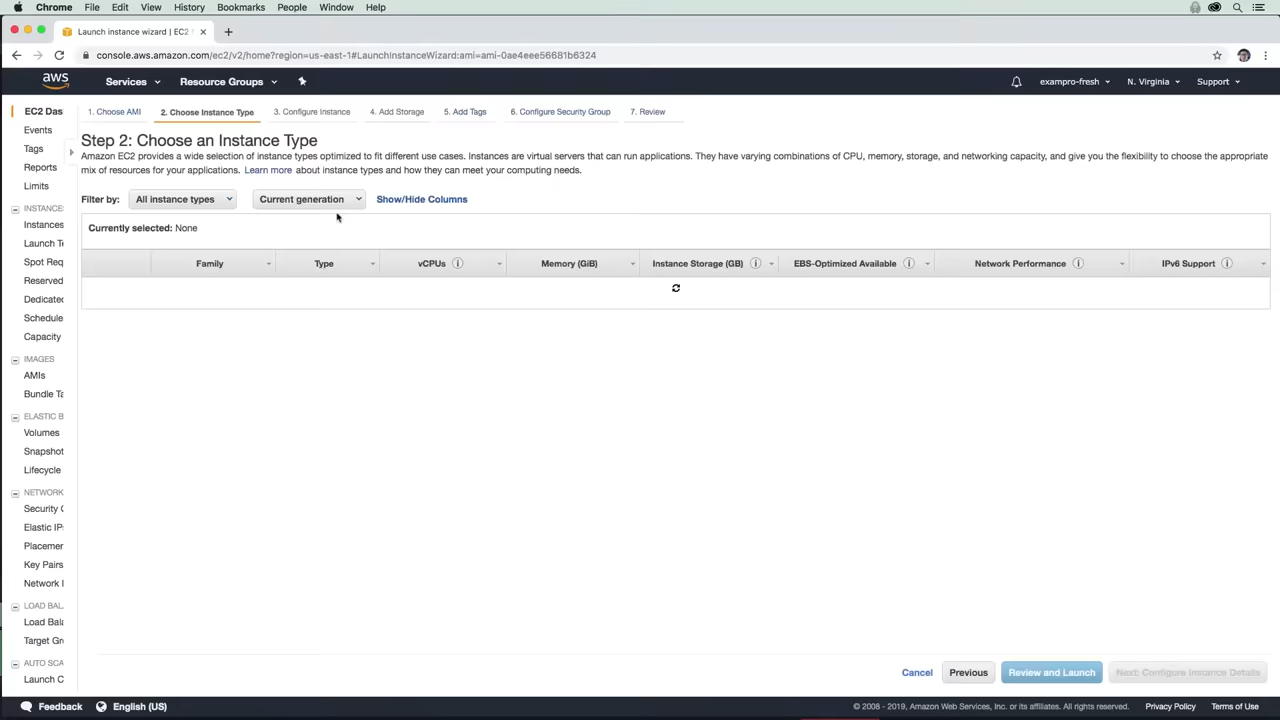 Chrome File Edit View History Bookmarks People Window Help
Launch instance wizard | EC2
console.aws.amazon.com/ec2/v2/home?region=us-east-1#LaunchInstanceWizard:ami=ami-0ae4eee56681b6324
aws Services Resource Groups exampro-fresh N. Virginia Support
EC2 Das
1. Choose AMI 2. Choose Instance Type 3. Configure Instance 4. Add Storage 5. Add Tags 6. Configure Security Group 7. Review
Events
Tags
Reports
Limits
INSTANCES
Instances
Launch Te
Spot Req
Reserved
Dedicated
Schedule
Capacity
IMAGES
AMIs
Bundle Ta
ELASTIC B
Volumes
Snapshot
Lifecycle
NETWORK
Security G
Elastic IPs
Placemen
Key Pairs
Network I
LOAD BAL
Load Bala
Target Gro
AUTO SCA
Launch C
Step 2: Choose an Instance Type
Amazon EC2 provides a wide selection of instance types optimized to fit different use cases. Instances are virtual servers that can run applications. They have varying combinations of CPU, memory, storage, and networking capacity, and give you the flexibility to choose the appropriate
mix of resources for your applications. Learn more about instance types and how they can meet your computing needs.
Filter by: All instance types Current generation Show/Hide Columns
Currently selected: None
Family Type vCPUs Memory (GiB) Instance Storage (GB) EBS-Optimized Available Network Performance IPv6 Support
Cancel Previous Review and Launch Next: Configure Instance Details
Feedback English (US) © 2008 - 2019, Amazon Web Services, Inc. or its affiliates. All rights reserved. Privacy Policy Terms of Use